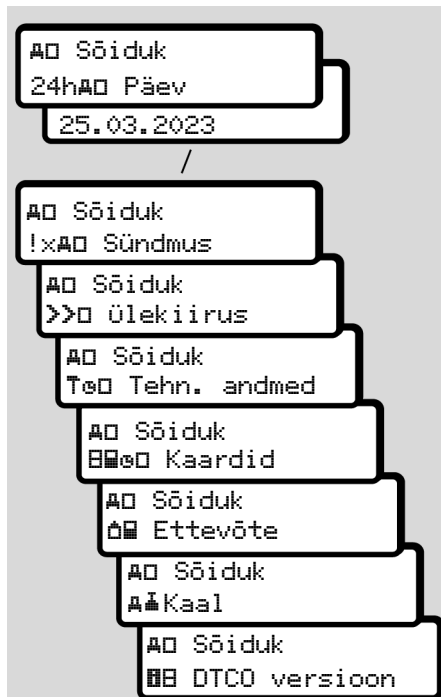 Sõiduk
24h Päev
25.03.2023
/
Sõiduk
!x Sündmus
Sõiduk
>> Ülekiirus
Sõiduk
Tehn. andmed
Sõiduk
Kaardid
Sõiduk
Ettevõte
Sõiduk
Kaal
Sõiduk
DTCO versioon